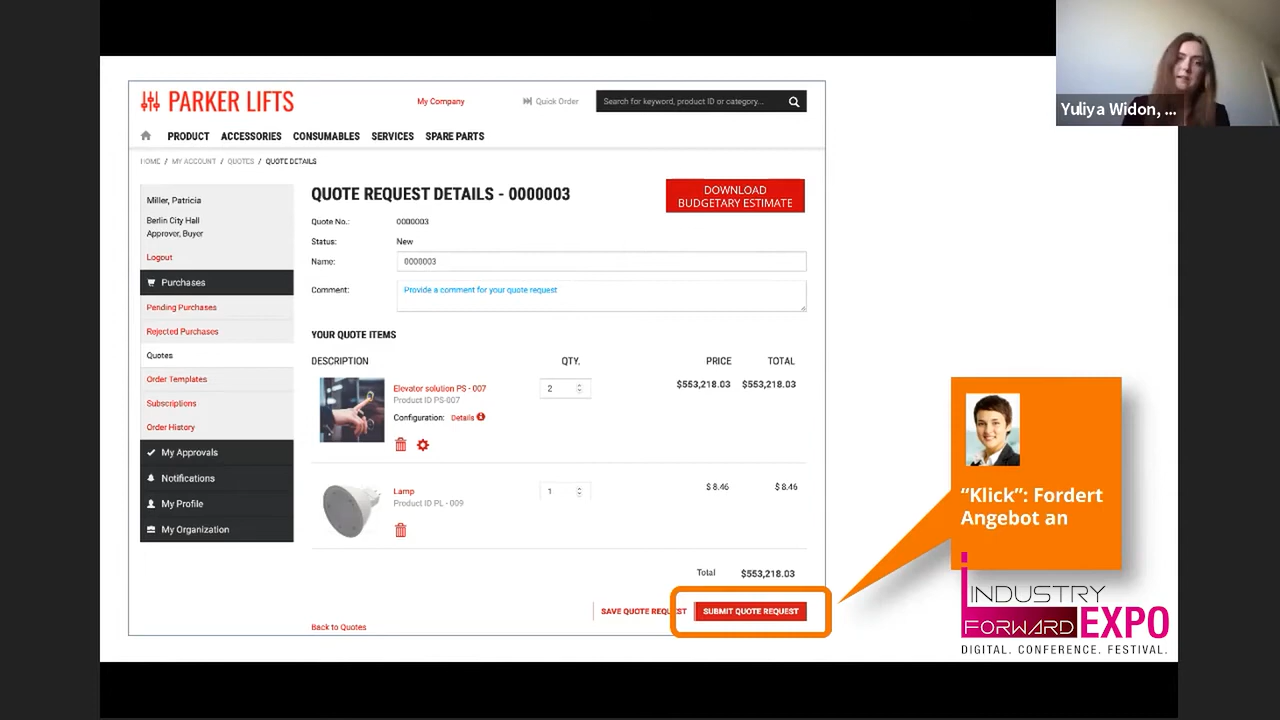 Yuliya Widon, ...
PARKER LIFTS
My Company
Quick Order
Search for keyword, product ID or category...
PRODUCT ACCESSORIES CONSUMABLES SERVICES SPARE PARTS
HOME / MY ACCOUNT / QUOTES / QUOTE DETAILS
Miller, Patricia
Berlin City Hall
Approver, Buyer
Logout
Purchases
Pending Purchases
Rejected Purchases
Quotes
Order Templates
Subscriptions
Order History
My Approvals
Notifications
My Profile
My Organization
QUOTE REQUEST DETAILS - 0000003
DOWNLOAD
BUDGETARY ESTIMATE
Quote No.: 0000003
Status: New
Name: 0000003
Comment: Provide a comment for your quote request
YOUR QUOTE ITEMS
DESCRIPTION QTY. PRICE TOTAL
Elevator solution PS - 007 2 $553,218.03 $553,218.03
Product ID PS-007
Configuration: Details
Lamp 1 $ 8.46 $ 8.46
Product ID PL - 009
Total $553,218.03
SAVE QUOTE REQUEST SUBMIT QUOTE REQUEST
Back to Quotes
“Klick”: Fordert
Angebot an
INDUSTRY
FORWARD EXPO
DIGITAL. CONFERENCE. FESTIVAL.